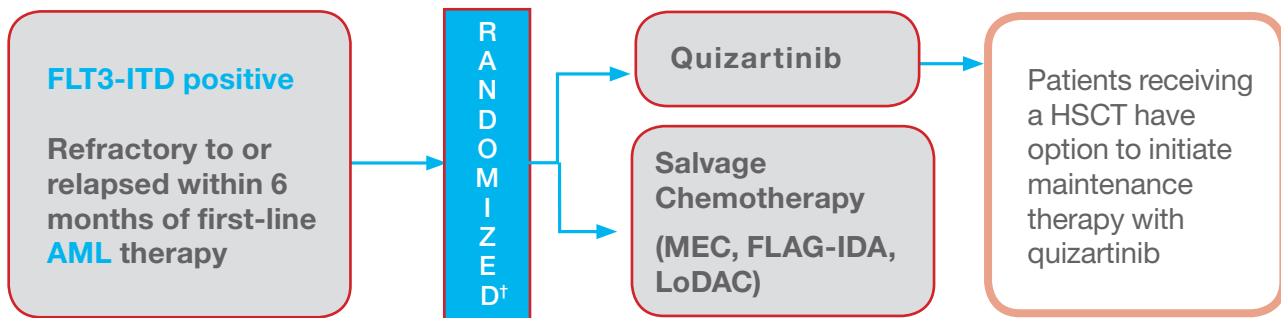 FLT3-ITD positive
Refractory to or
relapsed within 6
months of first-line
AML therapy
RANDOMIZED†
Quizartinib
Salvage
Chemotherapy
(MEC, FLAG-IDA,
LoDAC)
Patients receiving
a HSCT have
option to initiate
maintenance
therapy with
quizartinib